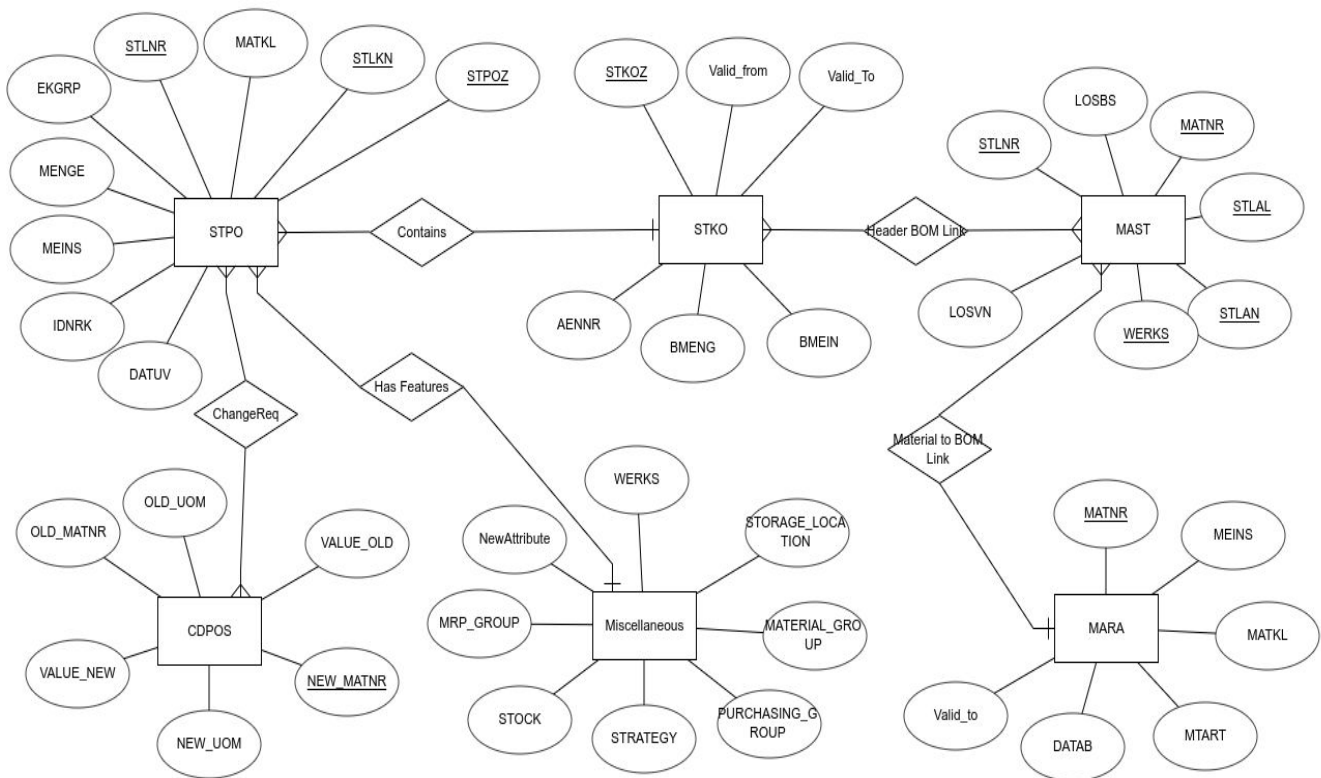 STLNR
MATKL
STLKN
STPOZ
EKGRP
MENGE
MEINS
IDNRK
DATUV
STPO
Contains
STKOZ
Valid_from
Valid_To
STKO
AENNR
BMENG
BMEIN
Header BOM Link
LOSBS
STLNR
MATNR
STLAL
MAST
LOSVN
WERKS
STLAN
ChangeReq
Has Features
Material to BOM
Link
OLD_MATNR
OLD_UOM
VALUE_OLD
CDPOS
VALUE_NEW
NEW_UOM
NEW_MATNR
WERKS
NewAttribute
STORAGE_LOCA
TION
MRP_GROUP
Miscellaneous
MATERIAL_GRO
UP
STOCK
STRATEGY
PURCHASING_G
ROUP
MATNR
MEINS
MARA
MATKL
Valid_to
DATAB
MTART